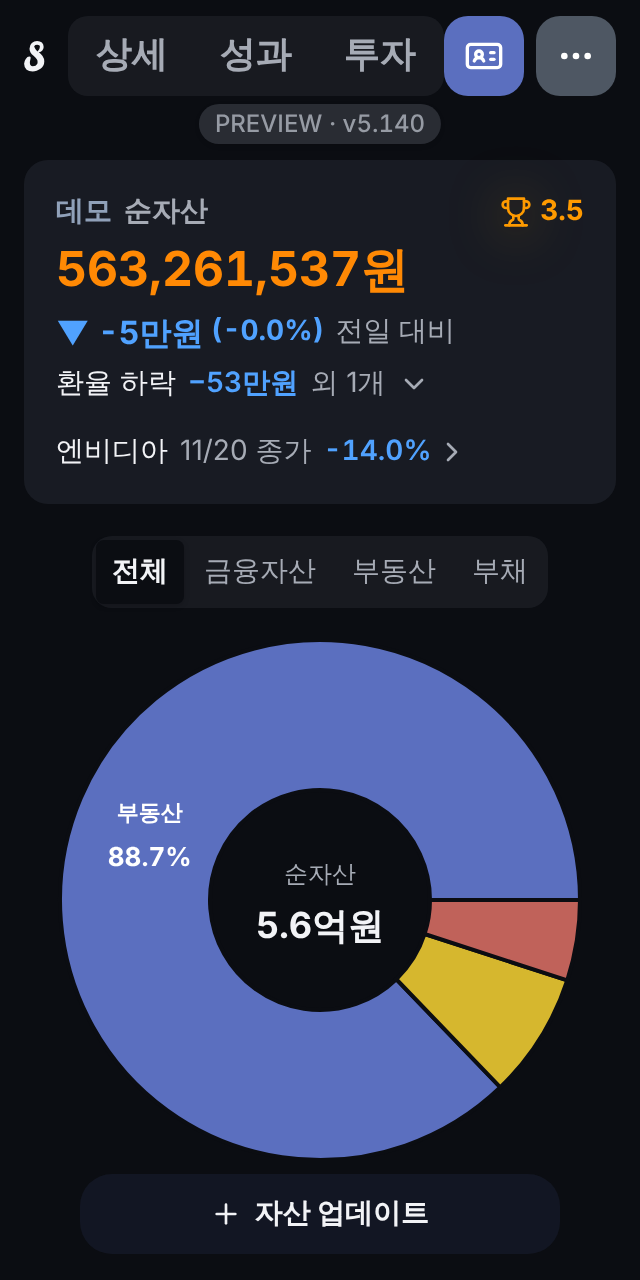 S
상세 성과 투자
PREVIEW · v5.140
데모 순자산 3.5
563,261,537원
▼ -5만원 (-0.0%) 전일 대비
환율 하락 −53만원 외 1개
엔비디아 11/20 종가 -14.0%
전체 금융자산 부동산 부채
부동산
88.7%
순자산
5.6억원
+ 자산 업데이트